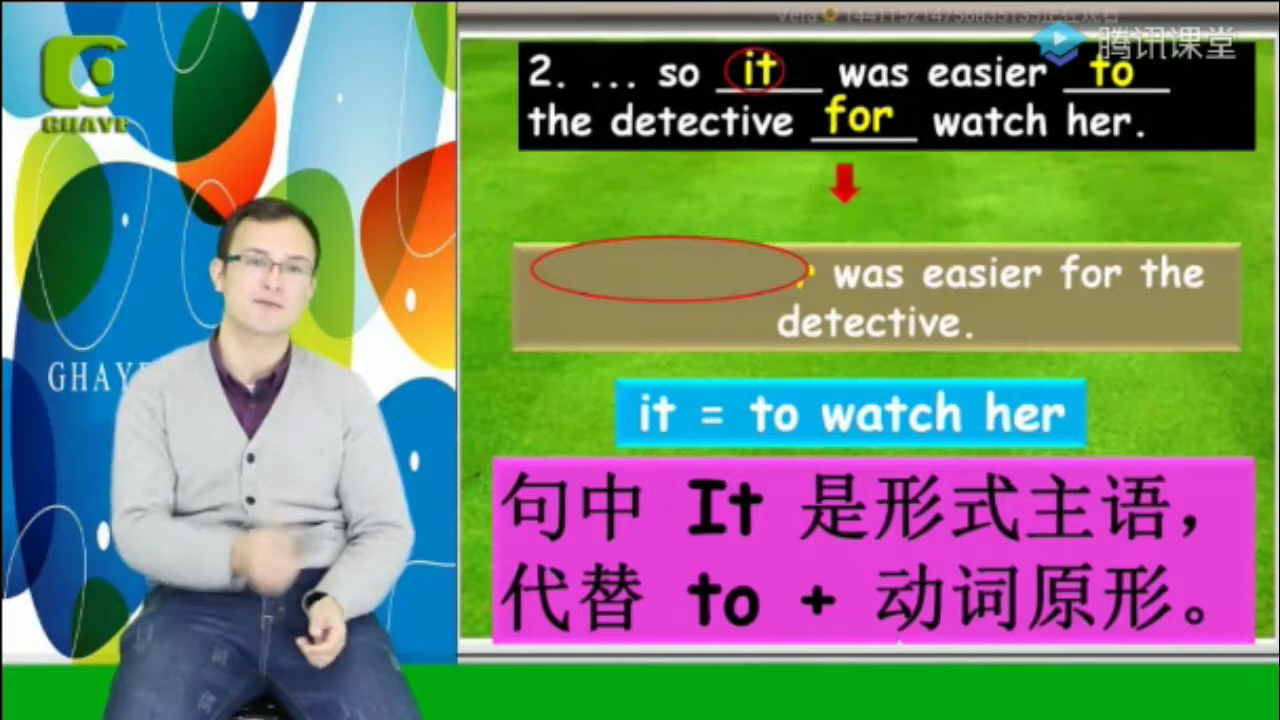 腾讯课堂
GHAYE
2. ... so it was easier to
the detective for watch her.
was easier for the
detective.
GHAYE
it = to watch her
句中 It 是形式主语,
代替 to + 动词原形。